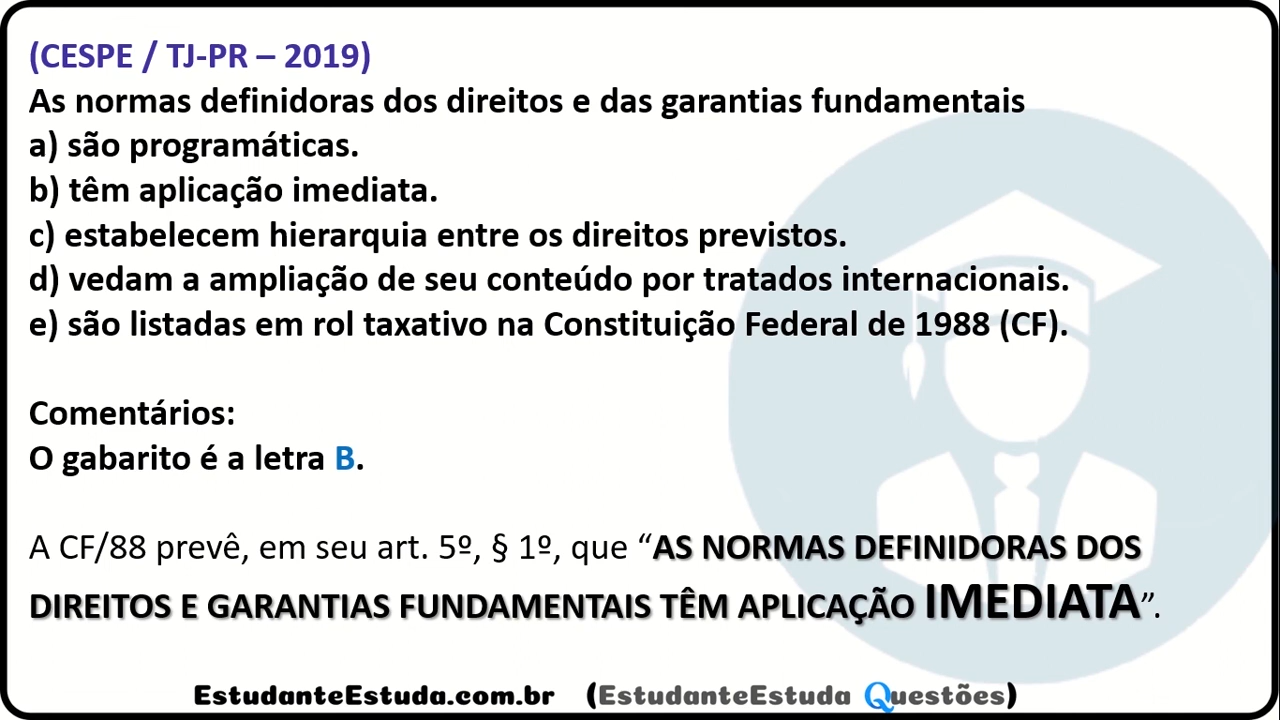 (CESPE / TJ-PR – 2019)
As normas definidoras dos direitos e das garantias fundamentais
a) são programáticas.
b) têm aplicação imediata.
c) estabelecem hierarquia entre os direitos previstos.
d) vedam a ampliação de seu conteúdo por tratados internacionais.
e) são listadas em rol taxativo na Constituição Federal de 1988 (CF).
Comentários:
O gabarito é a letra B.
A CF/88 prevê, em seu art. 5º, § 1º, que “AS NORMAS DEFINIDORAS DOS
DIREITOS E GARANTIAS FUNDAMENTAIS TÊM APLICAÇÃO IMEDIATA”.
EstudanteEstuda.com.br (EstudanteEstuda Questões)